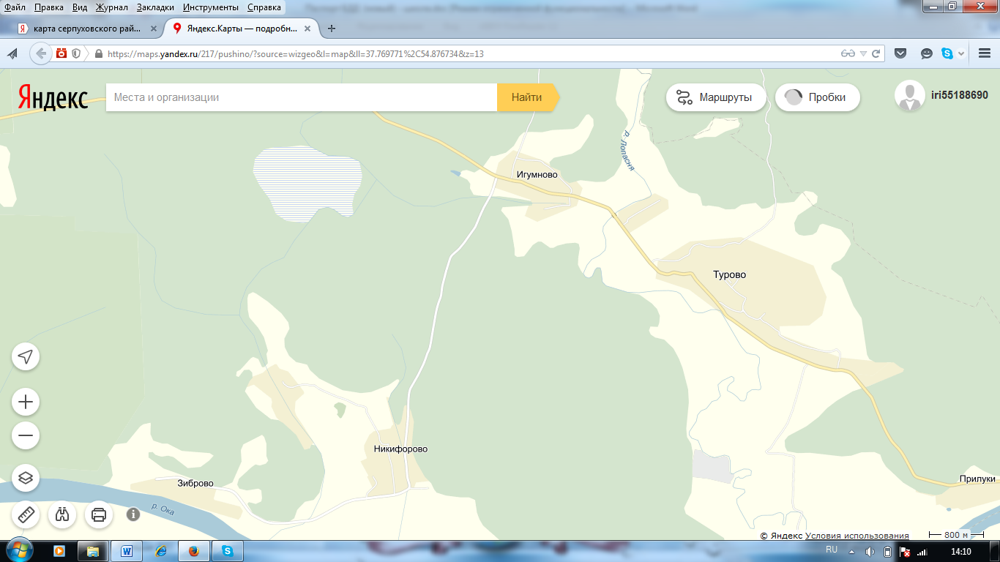 Файл Правка Вид Журнал Закладки Инструменты Справка
карта серпуховского рай...
Яндекс.Карты — подробн...
https://maps.yandex.ru/217/pushino/?source=wizgeo&l=map&ll=37.769771%2C54.876734&z=13
Яндекс
Места и организации
Найти
Маршруты
Пробки
iri55188690
р. Лопасня
Игумново
Турово
Никифорово
Зиброво
Прилуки
р. Ока
© Яндекс Условия использования
800 м
RU
14:10